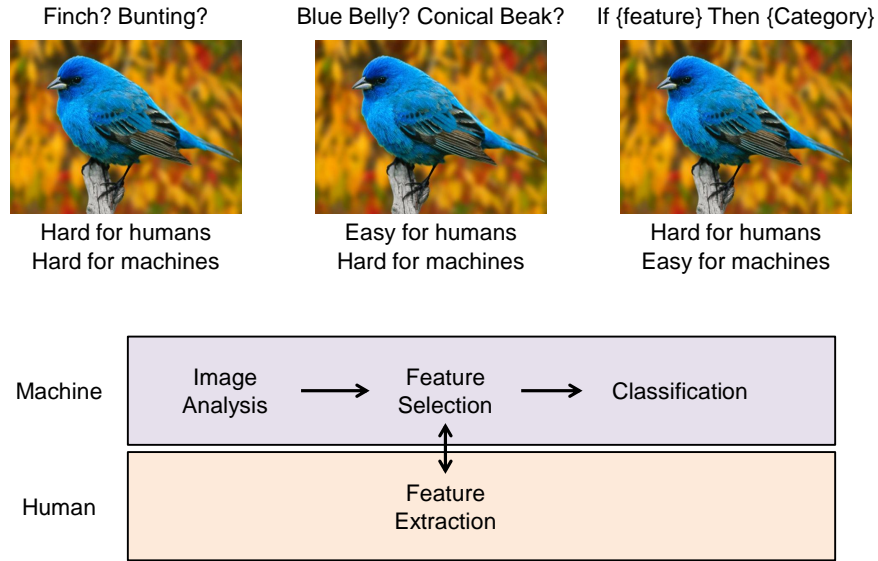 Finch? Bunting?
Blue Belly? Conical Beak?
If {feature} Then {Category}
Hard for humans
Hard for machines
Easy for humans
Hard for machines
Hard for humans
Easy for machines
Machine
Image
Analysis
Feature
Selection
Classification
Human
Feature
Extraction